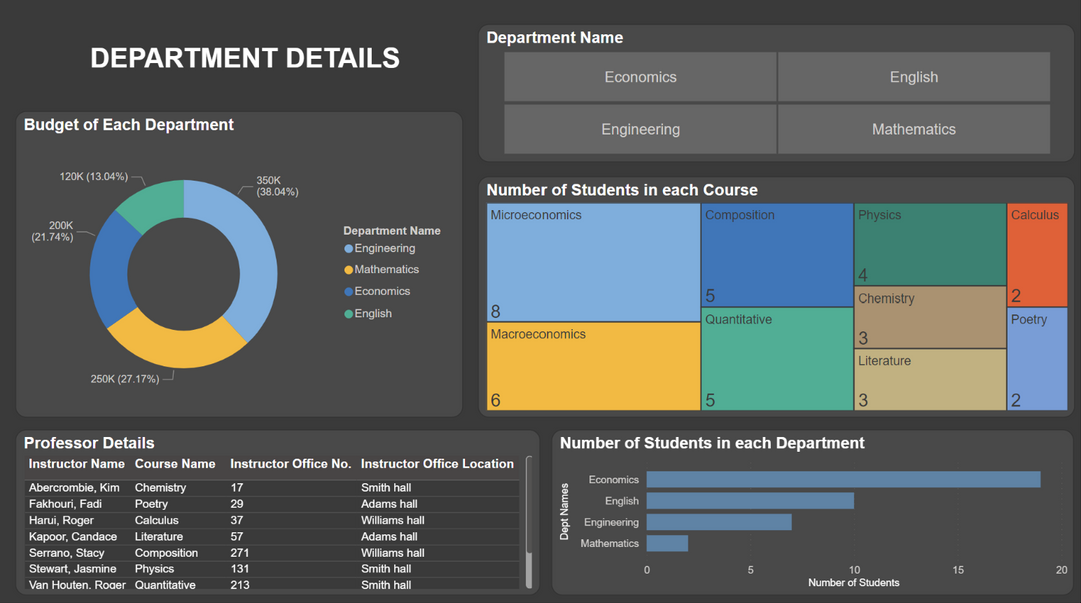 DEPARTMENT DETAILS
Department Name
Economics
English
Engineering
Mathematics
Budget of Each Department
120K (13.04%)
350K
(38.04%)
200K
(21.74%)
250K (27.17%)
Department Name
Engineering
Mathematics
Economics
English
Number of Students in each Course
Microeconomics
8
Macroeconomics
6
Composition
5
Quantitative
5
Physics
4
Chemistry
3
Literature
3
Calculus
2
Poetry
2
Professor Details
Instructor Name Course Name Instructor Office No. Instructor Office Location
Abercrombie, Kim Chemistry 17 Smith hall
Fakhouri, Fadi Poetry 29 Adams hall
Harui, Roger Calculus 37 Williams hall
Kapoor, Candace Literature 57 Adams hall
Serrano, Stacy Composition 271 Williams hall
Stewart, Jasmine Physics 131 Smith hall
Van Houten, Roger Quantitative 213 Smith hall
Number of Students in each Department
Dept Names
Economics
English
Engineering
Mathematics
0 5 10 15 20
Number of Students